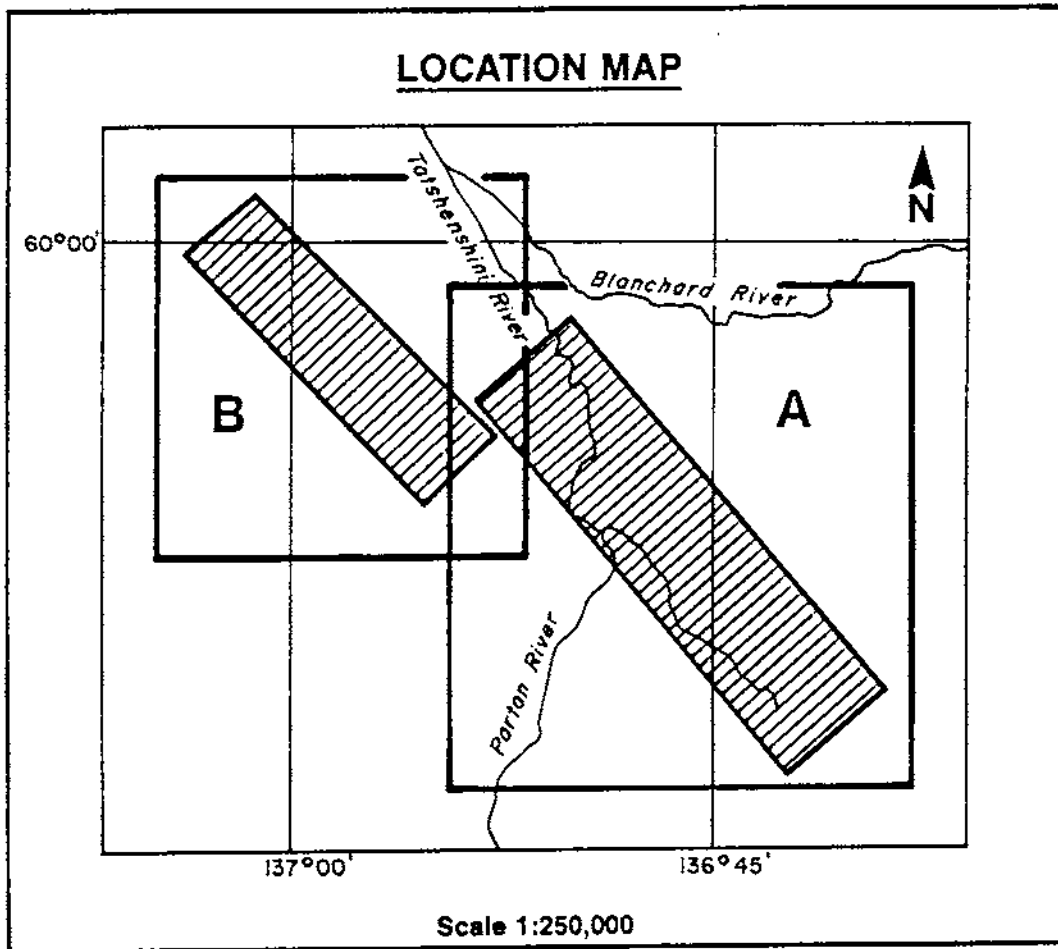 LOCATION MAP
N
60°00'
Tatshenshini River
Blanchard River
B
A
Parton River
137°00'
136°45'
Scale 1:250,000